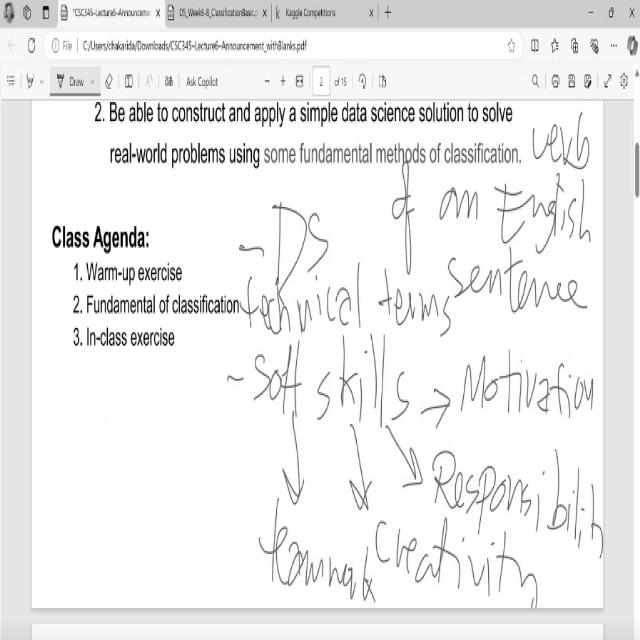 *CSC345-Lecture6-Announceme
DS_Week6-8_ClassificationBasic.p
Kaggle Competitions
File
C:/Users/chakarida/Downloads/CSC345-Lecture6-Announcement_withBlanks.pdf
Draw
Ask Copilot
2 of 15
2. Be able to construct and apply a simple data science solution to solve
real-world problems using some fundamental methods of classification.
verb
of an English
sentence
Class Agenda:
1. Warm-up exercise
2. Fundamental of classification
3. In-class exercise
- DS
technical terms
- Soft skills → Motivation
Responsibility
Creativity